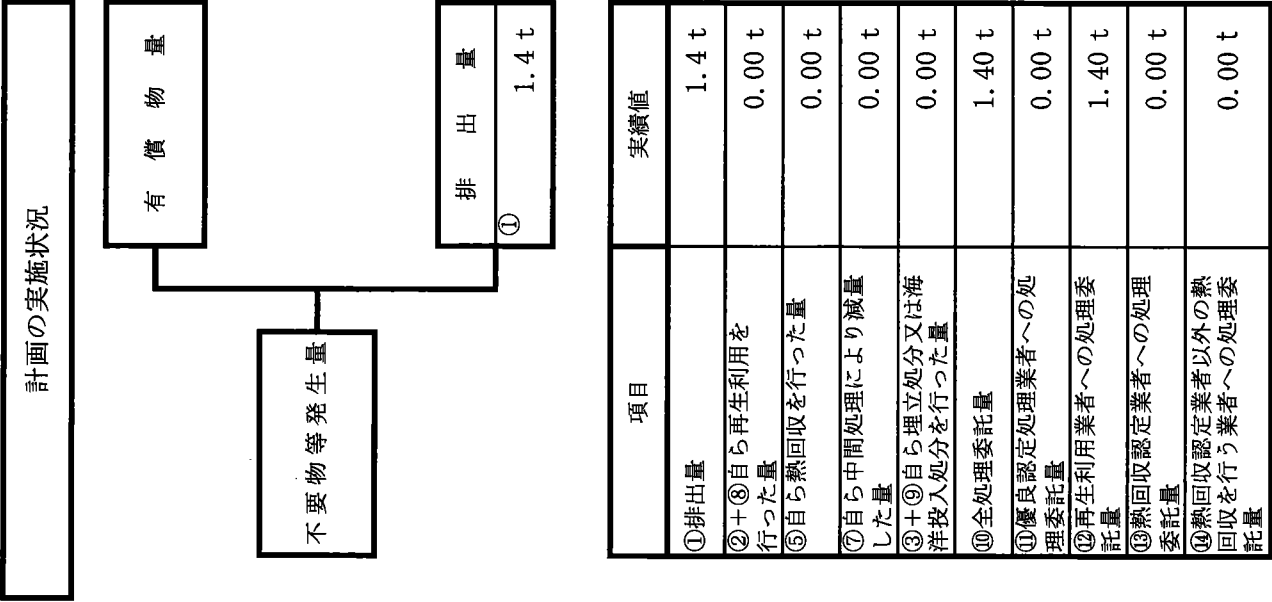 計画の実施状況
不要物等発生量
有償物量
排出量
①
1.4 t
項目
実績値
①排出量
1.4 t
②+⑧自ら再生利用を
行った量
0.00 t
⑤自ら熱回収を行った量
0.00 t
⑦自ら中間処理により減量
した量
0.00 t
③+⑨自ら埋立処分又は海
洋投入処分を行った量
0.00 t
⑩全処理委託量
1.40 t
⑪優良認定処理業者への処
理委託量
0.00 t
⑫再生利用業者への処理委
託量
1.40 t
⑬熱回収認定業者への処理
委託量
0.00 t
⑭熱回収認定業者以外の熱
回収を行う業者への処理委
託量
0.00 t